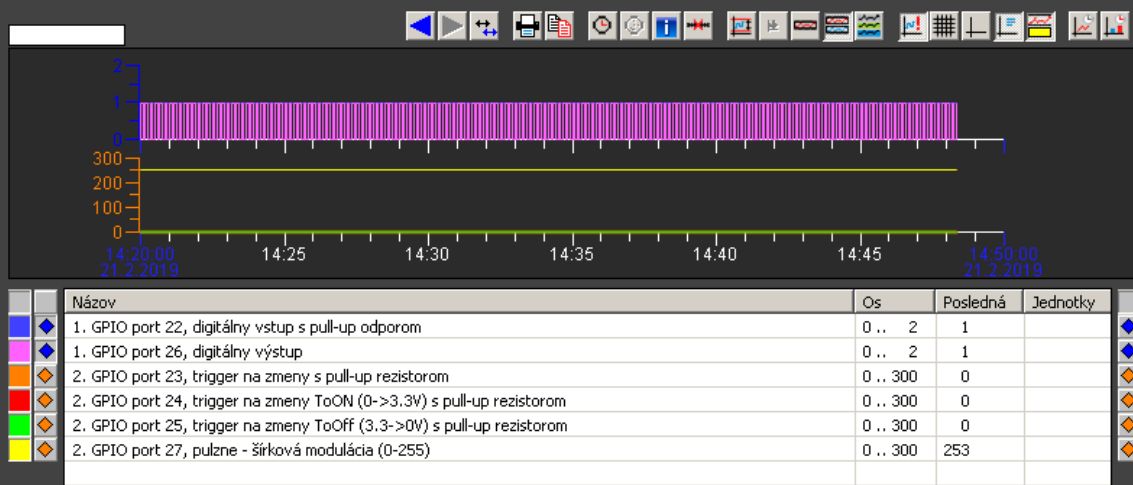 2
1
0
300
200
100
0
14:20:00 14:25 14:30 14:35 14:40 14:45 14:50:00
21.2.2019 21.2.2019
Názov Os Posledná Jednotky
1. GPIO port 22, digitálny vstup s pull-up odporom 0 .. 2 1
1. GPIO port 26, digitálny výstup 0 .. 2 1
2. GPIO port 23, trigger na zmeny s pull-up rezistorom 0 .. 300 0
2. GPIO port 24, trigger na zmeny ToON (0->3.3V) s pull-up rezistorom 0 .. 300 0
2. GPIO port 25, trigger na zmeny ToOff (3.3->0V) s pull-up rezistorom 0 .. 300 0
2. GPIO port 27, pulzne - šírková modulácia (0-255) 0 .. 300 253